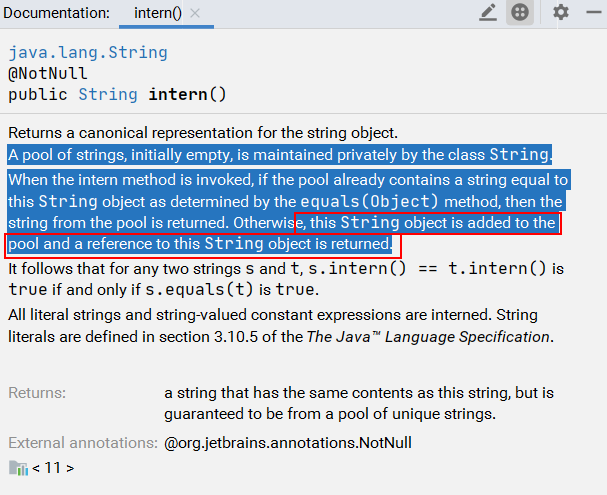 Documentation: intern() ×
java.lang.String
@NotNull
public String intern()
Returns a canonical representation for the string object.
A pool of strings, initially empty, is maintained privately by the class String.
When the intern method is invoked, if the pool already contains a string equal to
this String object as determined by the equals(Object) method, then the
string from the pool is returned. Otherwise, this String object is added to the
pool and a reference to this String object is returned.
It follows that for any two strings s and t, s.intern() == t.intern() is
true if and only if s.equals(t) is true.
All literal strings and string-valued constant expressions are interned. String
literals are defined in section 3.10.5 of the The Java™ Language Specification.
Returns: a string that has the same contents as this string, but is
guaranteed to be from a pool of unique strings.
External annotations: @org.jetbrains.annotations.NotNull
< 11 >